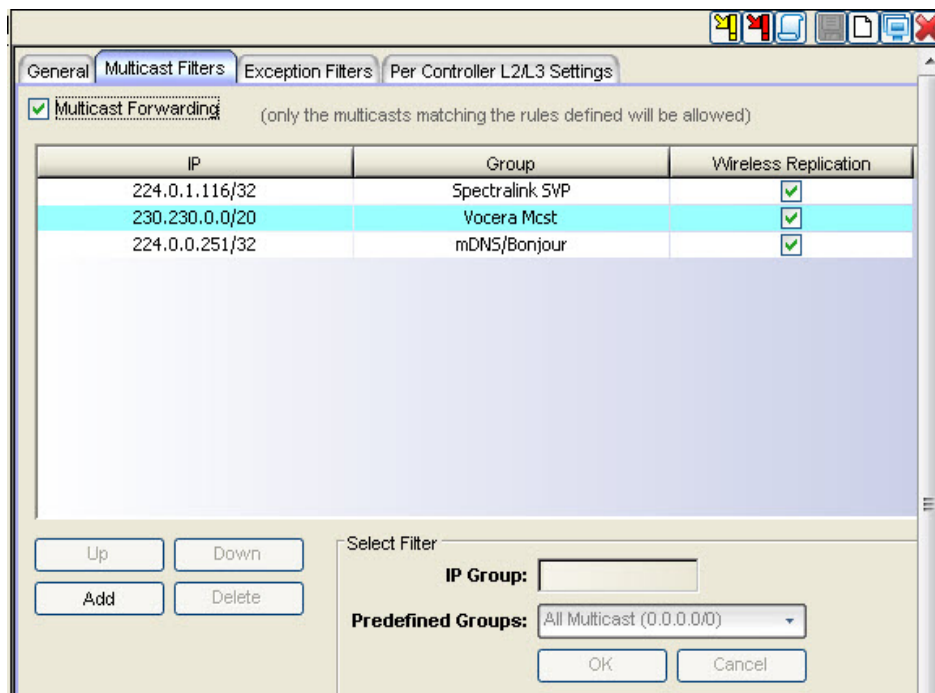 General Multicast Filters Exception Filters Per Controller L2/L3 Settings
Multicast Forwarding (only the multicasts matching the rules defined will be allowed)
IP Group Wireless Replication
224.0.1.116/32 Spectralink SVP
230.230.0.0/20 Vocera Mcst
224.0.0.251/32 mDNS/Bonjour
Up Down
Add Delete
Select Filter
IP Group:
Predefined Groups: All Multicast (0.0.0.0/0)
OK Cancel